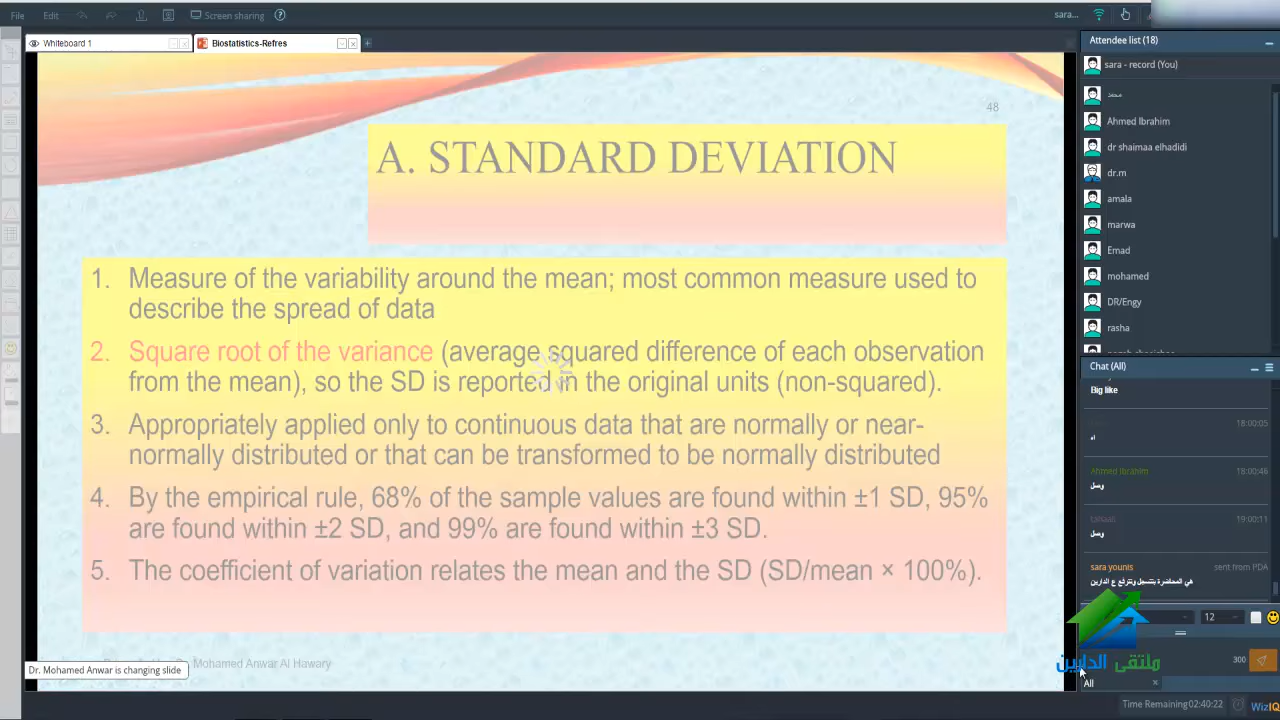 File Edit Screen sharing ?
sara...
Whiteboard 1
Biostatistics-Refres
48
A. STANDARD DEVIATION
1. Measure of the variability around the mean; most common measure used to
describe the spread of data
2. Square root of the variance (average squared difference of each observation
from the mean), so the SD is reported in the original units (non-squared).
3. Appropriately applied only to continuous data that are normally or near-
normally distributed or that can be transformed to be normally distributed
4. By the empirical rule, 68% of the sample values are found within ±1 SD, 95%
are found within ±2 SD, and 99% are found within ±3 SD.
5. The coefficient of variation relates the mean and the SD (SD/mean × 100%).
Mohamed Anwar Al Hawary
Dr. Mohamed Anwar is changing slide
Attendee list (18)
sara - record (You)
محمد
Ahmed Ibrahim
dr shaimaa elhadidi
dr.m
amala
marwa
Emad
mohamed
DR/Engy
rasha
Chat (All)
Big like
18:00:05
اه
Ahmed Ibrahim 18:00:46
وصل
19:00:11
وصل
sara younis sent from PDA
هي المحاضرة بتتسجل وتترفع ع الدارين
12
ملتقى الدارين
300
All
Time Remaining 02:40:22
WizIQ